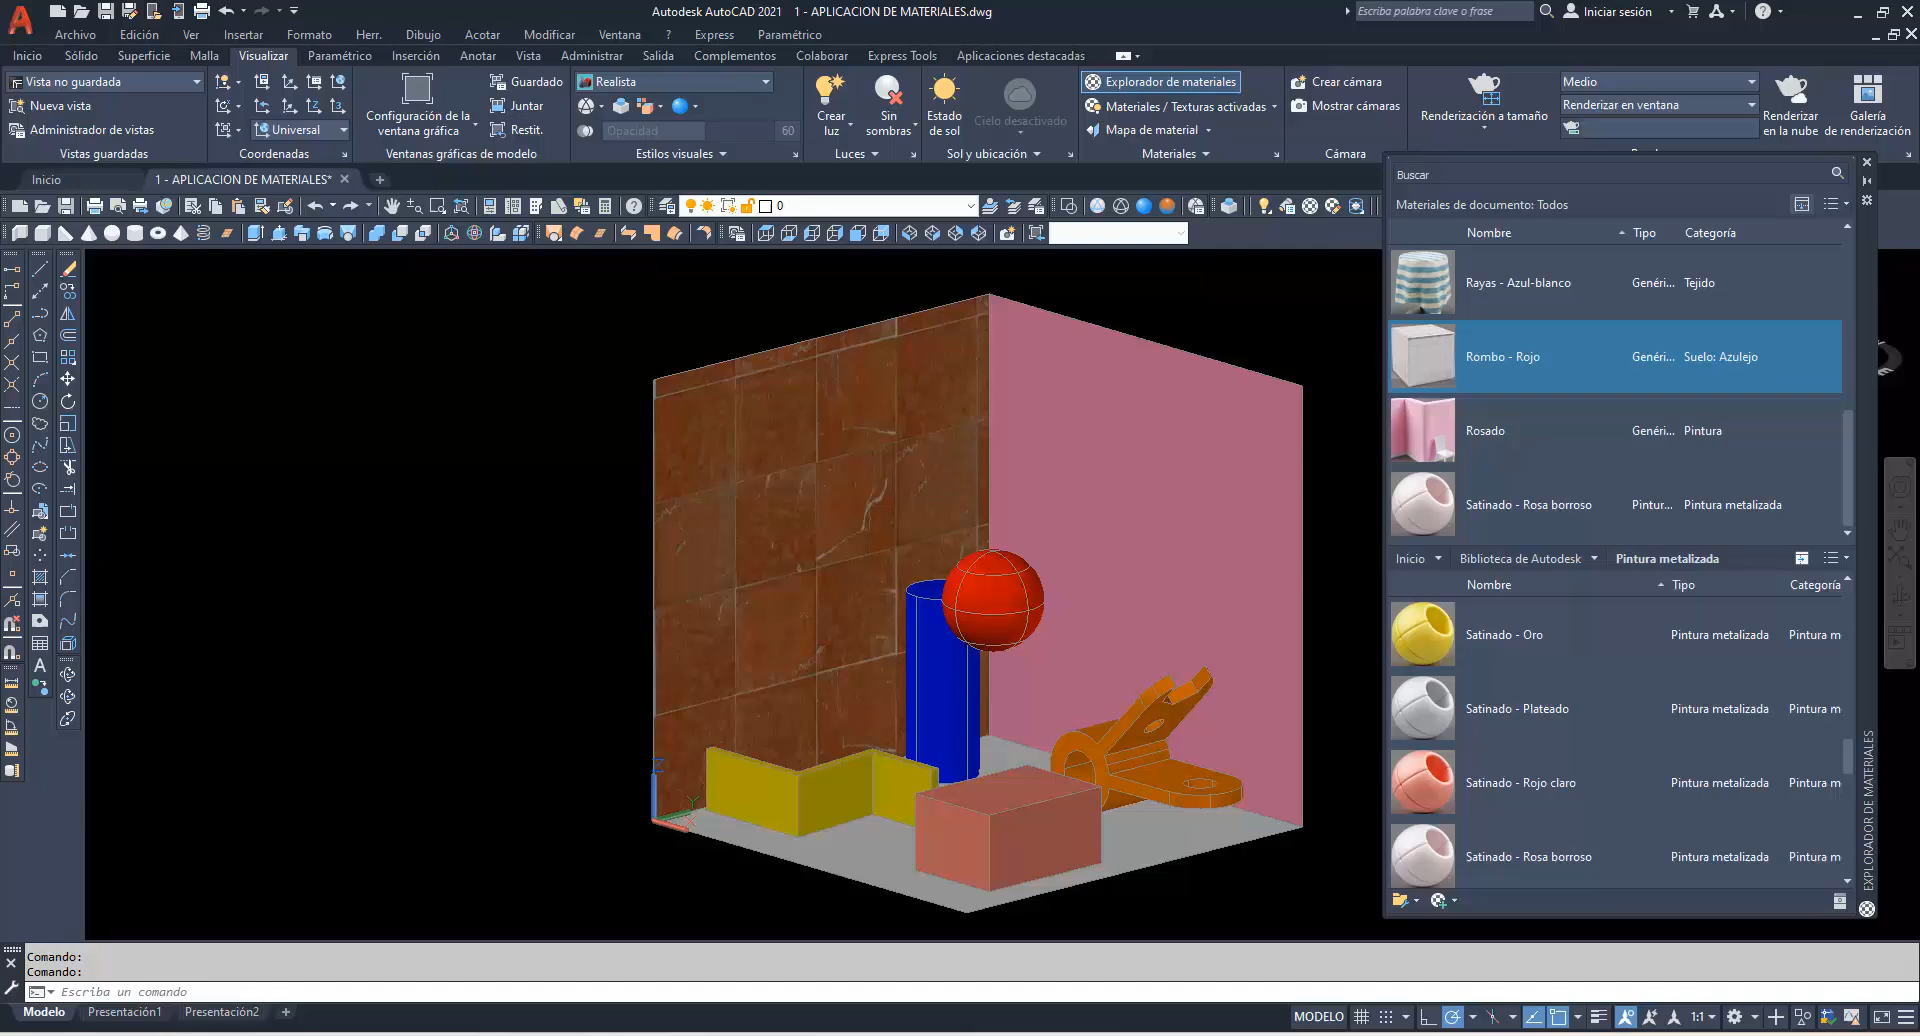 Autodesk AutoCAD 2021    1 - APLICACION DE MATERIALES.dwg
Escriba palabra clave o frase
Iniciar sesión
Archivo Edición Ver Insertar Formato Herr. Dibujo Acotar Modificar Ventana ? Express Paramétrico
Inicio Sólido Superficie Malla Visualizar Paramétrico Inserción Anotar Vista Administrar Salida Complementos Colaborar Express Tools Aplicaciones destacadas
Vista no guardada
Nueva vista
Administrador de vistas
Vistas guardadas
Universal
Coordenadas
Configuración de la
ventana gráfica
Guardado
Juntar
Restit.
Ventanas gráficas de modelo
Realista
Opacidad 60
Estilos visuales
Crear
luz
Sin
sombras
Luces
Estado
de sol
Cielo desactivado
Sol y ubicación
Explorador de materiales
Materiales / Texturas activadas
Mapa de material
Materiales
Crear cámara
Mostrar cámaras
Cámara
Renderización a tamaño
Medio
Renderizar en ventana
Renderizar
en la nube
Galería
de renderización
Inicio
1 - APLICACION DE MATERIALES*
0
Buscar
Materiales de documento: Todos
Nombre Tipo Categoría
Rayas - Azul-blanco Genéri... Tejido
Rombo - Rojo Genéri... Suelo: Azulejo
Rosado Genéri... Pintura
Satinado - Rosa borroso Pintur... Pintura metalizada
Inicio Biblioteca de Autodesk Pintura metalizada
Nombre Tipo Categoría
Satinado - Oro Pintura metalizada Pintura m
Satinado - Plateado Pintura metalizada Pintura m
Satinado - Rojo claro Pintura metalizada Pintura m
Satinado - Rosa borroso Pintura metalizada Pintura m
EXPLORADOR DE MATERIALES
Z
Y
X
Comando:
Comando:
Escriba un comando
Modelo Presentación1 Presentación2
MODELO
1:1